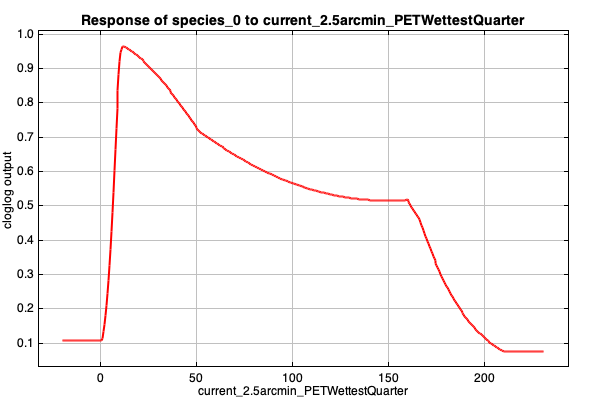 Response of species_0 to current_2.5arcmin_PETWettestQuarter
1.0
0.9
0.8
0.7
0.6
0.5
0.4
0.3
0.2
0.1
cloglog output
0 50 100 150 200
current_2.5arcmin_PETWettestQuarter